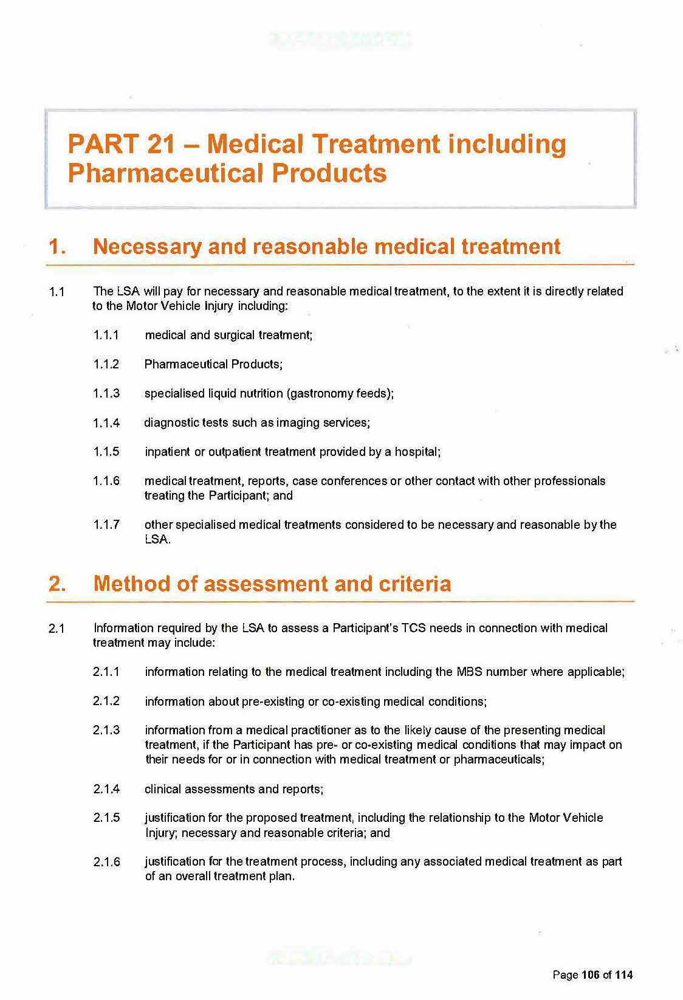 PART 21 – Medical Treatment including
Pharmaceutical Products
1. Necessary and reasonable medical treatment
1.1 The LSA will pay for necessary and reasonable medical treatment, to the extent it is directly related
to the Motor Vehicle Injury including:
1.1.1 medical and surgical treatment;
1.1.2 Pharmaceutical Products;
1.1.3 specialised liquid nutrition (gastronomy feeds);
1.1.4 diagnostic tests such as imaging services;
1.1.5 inpatient or outpatient treatment provided by a hospital;
1.1.6 medical treatment, reports, case conferences or other contact with other professionals
treating the Participant; and
1.1.7 other specialised medical treatments considered to be necessary and reasonable by the
LSA.
2. Method of assessment and criteria
2.1 Information required by the LSA to assess a Participant's TCS needs in connection with medical
treatment may include:
2.1.1 information relating to the medical treatment including the MBS number where applicable;
2.1.2 information about pre-existing or co-existing medical conditions;
2.1.3 information from a medical practitioner as to the likely cause of the presenting medical
treatment, if the Participant has pre- or co-existing medical conditions that may impact on
their needs for or in connection with medical treatment or pharmaceuticals;
2.1.4 clinical assessments and reports;
2.1.5 justification for the proposed treatment, including the relationship to the Motor Vehicle
Injury; necessary and reasonable criteria; and
2.1.6 justification for the treatment process, including any associated medical treatment as part
of an overall treatment plan.
Page 106 of 114